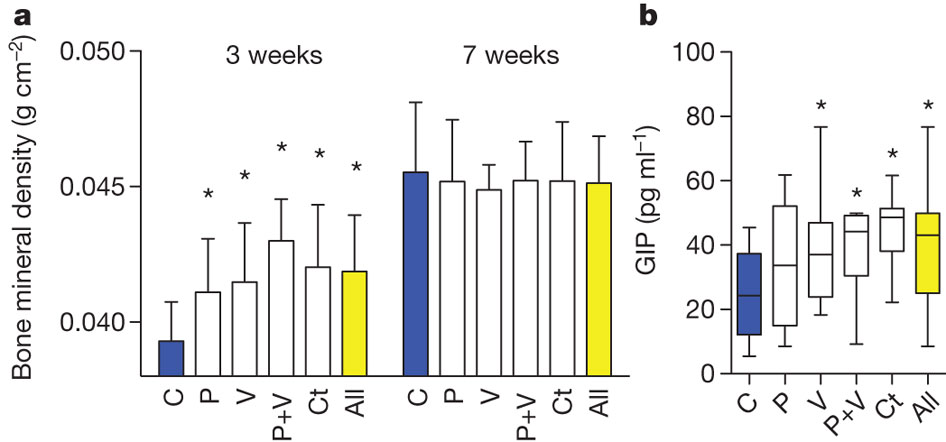 a
Bone mineral density (g cm−2)
0.050
0.045
0.040
3 weeks
7 weeks
* * * * *
C P V P+V Ct All
C P V P+V Ct All
b
GIP (pg ml−1)
100
80
60
40
20
0
* * * *
C P V P+V Ct All